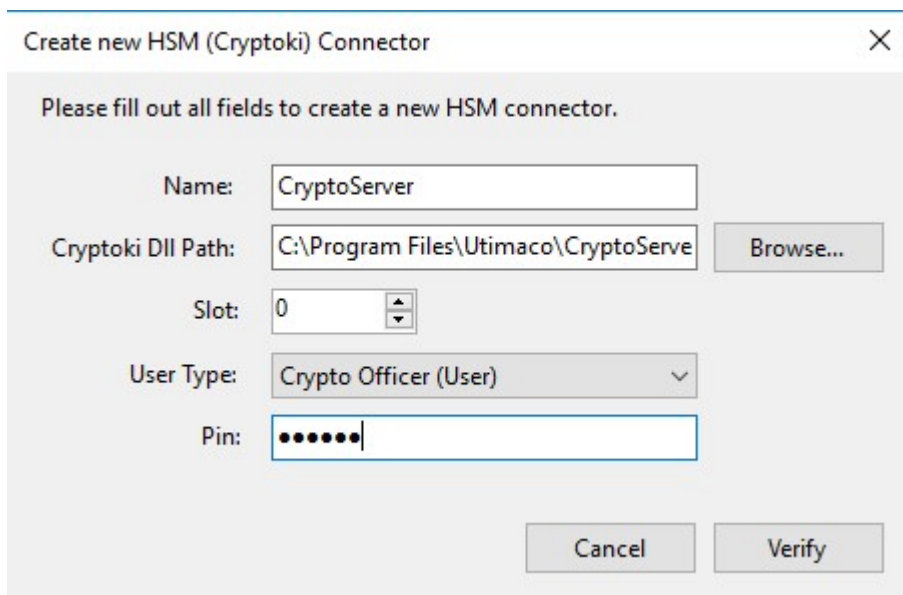 Create new HSM (Cryptoki) Connector
Please fill out all fields to create a new HSM connector.
Name: CryptoServer
Cryptoki Dll Path: C:\Program Files\Utimaco\CryptoServe Browse...
Slot: 0
User Type: Crypto Officer (User)
Pin: ●●●●●●
Cancel Verify